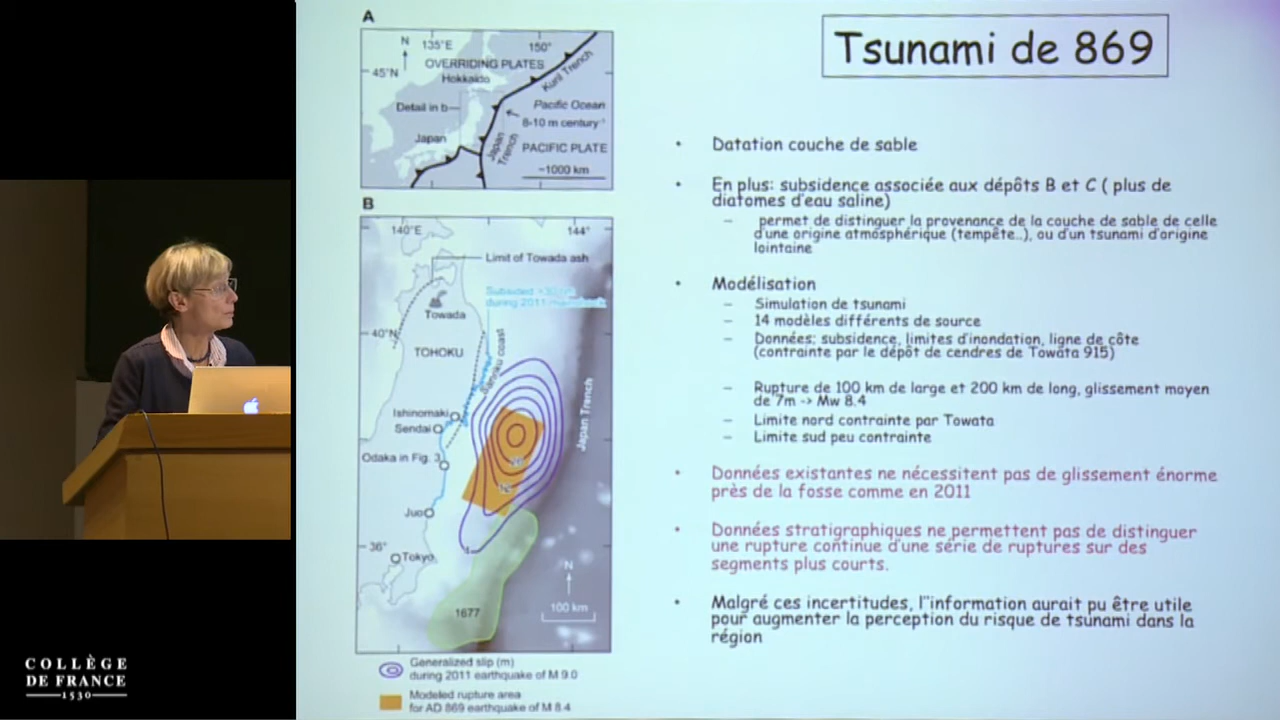 Tsunami de 869
A
N
135°E
150°
OVERRIDING PLATES
45°N
Hokkaido
Kuril Trench
Detail in b
Pacific Ocean
8-10 m century⁻¹
Japan
Japan Trench
PACIFIC PLATE
~1000 km
B
140°E
144°
Limit of Towada ash
during 2011 mainshock
Towada
40°N
TOHOKU
coast
Japan Trench
Ishinomaki
Sendai
Odaka in Fig. 3
Juo
36°
Tokyo
N
100 km
1677
Generalized slip (m)
during 2011 earthquake of M 9.0
Modeled rupture area
for AD 869 earthquake of M 8.4
• Datation couche de sable
• En plus: subsidence associée aux dépôts B et C ( plus de
diatomes d'eau saline)
– permet de distinguer la provenance de la couche de sable de celle
d'une origine atmosphérique (tempête..), ou d'un tsunami d'origine
lointaine
• Modélisation
– Simulation de tsunami
– 14 modèles différents de source
– Données: subsidence, limites d'inondation, ligne de côte
(contrainte par le dépôt de cendres de Towata 915)
– Rupture de 100 km de large et 200 km de long, glissement moyen
de 7m -> Mw 8.4
– Limite nord contrainte par Towata
– Limite sud peu contrainte
• Données existantes ne nécessitent pas de glissement énorme
près de la fosse comme en 2011
• Données stratigraphiques ne permettent pas de distinguer
une rupture continue d'une série de ruptures sur des
segments plus courts.
• Malgré ces incertitudes, l''information aurait pu être utile
pour augmenter la perception du risque de tsunami dans la
région
COLLÈGE
DE FRANCE
1530